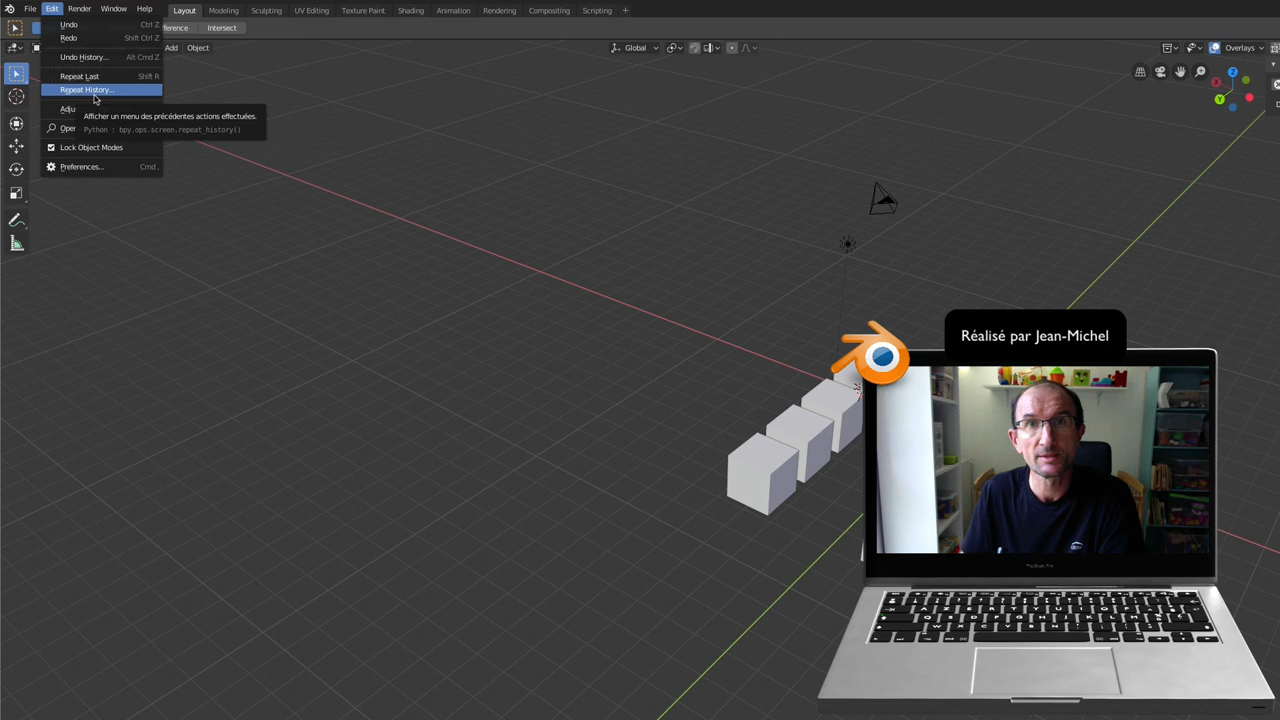 File Edit Render Window Help Layout Modeling Sculpting UV Editing Texture Paint Shading Animation Rendering Compositing Scripting +
Undo Ctrl Z
Intersect
Redo Shift Ctrl Z
Add Object Global Overlays
Undo History... Alt Cmd Z
Repeat Last Shift R
Repeat History...
Afficher un menu des précédentes actions effectuées.
Python : bpy.ops.screen.repeat_history()
Lock Object Modes
Preferences... Cmd ,
Z
X
Y
Réalisé par Jean-Michel
MacBook Pro